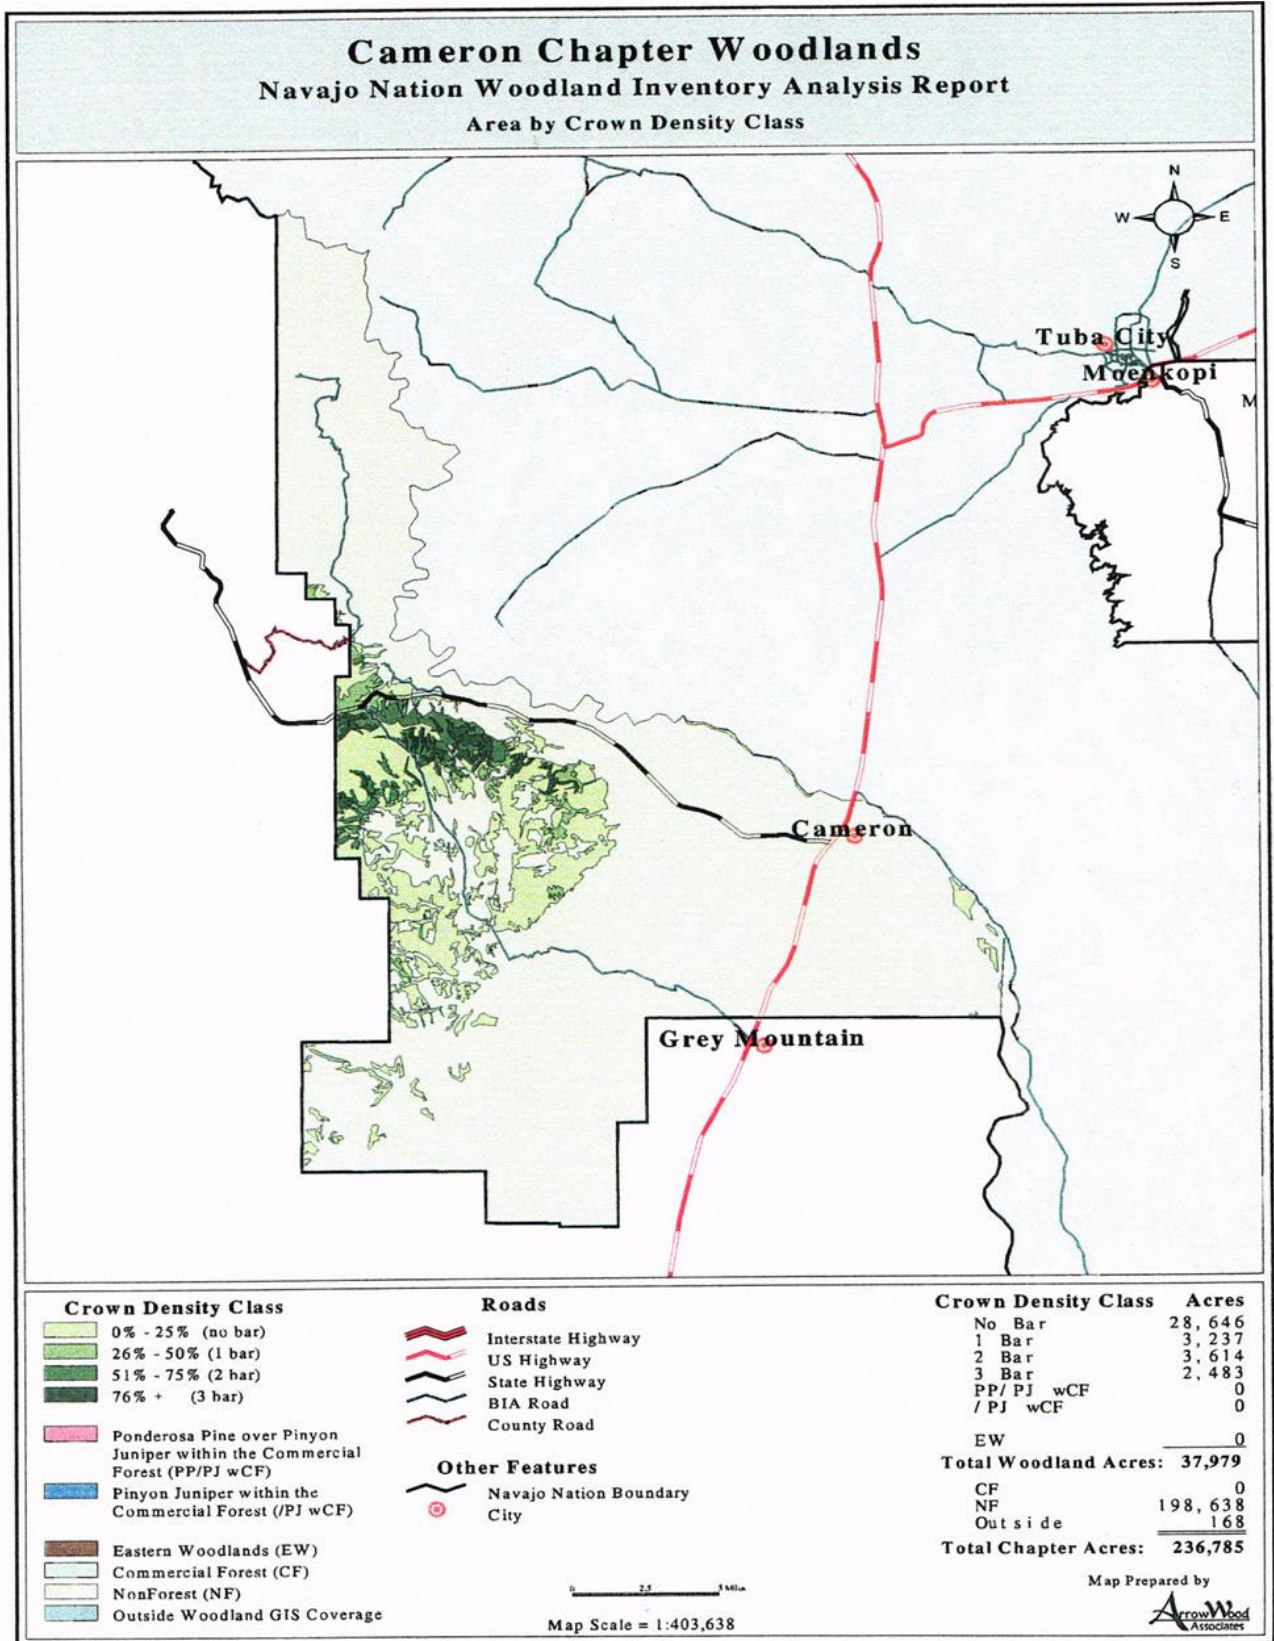 Cameron Chapter Woodlands
Navajo Nation Woodland Inventory Analysis Report
Area by Crown Density Class
N
W
E
S
Tuba City
Moenkopi
M
Cameron
Grey Mountain
Crown Density Class
0% - 25% (no bar)
26% - 50% (1 bar)
51% - 75% (2 bar)
76% + (3 bar)
Ponderosa Pine over Pinyon
Juniper within the Commercial
Forest (PP/PJ wCF)
Pinyon Juniper within the
Commercial Forest (/PJ wCF)
Eastern Woodlands (EW)
Commercial Forest (CF)
NonForest (NF)
Outside Woodland GIS Coverage
Roads
Interstate Highway
US Highway
State Highway
BIA Road
County Road
Other Features
Navajo Nation Boundary
City
0 2.5 5 Miles
Map Scale = 1:403,638
Crown Density Class Acres
No Bar 28,646
1 Bar 3,237
2 Bar 3,614
3 Bar 2,483
PP/PJ wCF 0
/PJ wCF 0
EW 0
Total Woodland Acres: 37,979
CF 0
NF 198,638
Outside 168
Total Chapter Acres: 236,785
Map Prepared by
ArrowWood
Associates